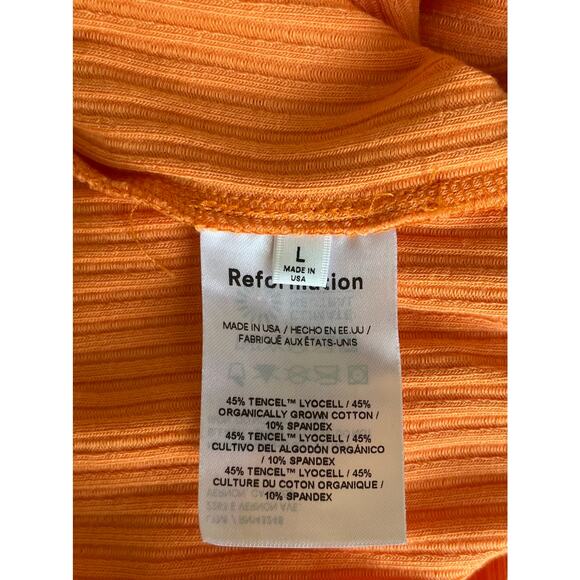 L
MADE IN
USA
Reformation
MADE IN USA / HECHO EN EE.UU /
FABRIQUÉ AUX ÉTATS-UNIS
45% TENCEL™ LYOCELL / 45%
ORGANICALLY GROWN COTTON /
10% SPANDEX
45% TENCEL™ LYOCELL / 45%
CULTIVO DEL ALGODÓN ORGÁNICO
/ 10% SPANDEX
45% TENCEL™ LYOCELL / 45%
CULTURE DU COTON ORGANIQUE /
10% SPANDEX